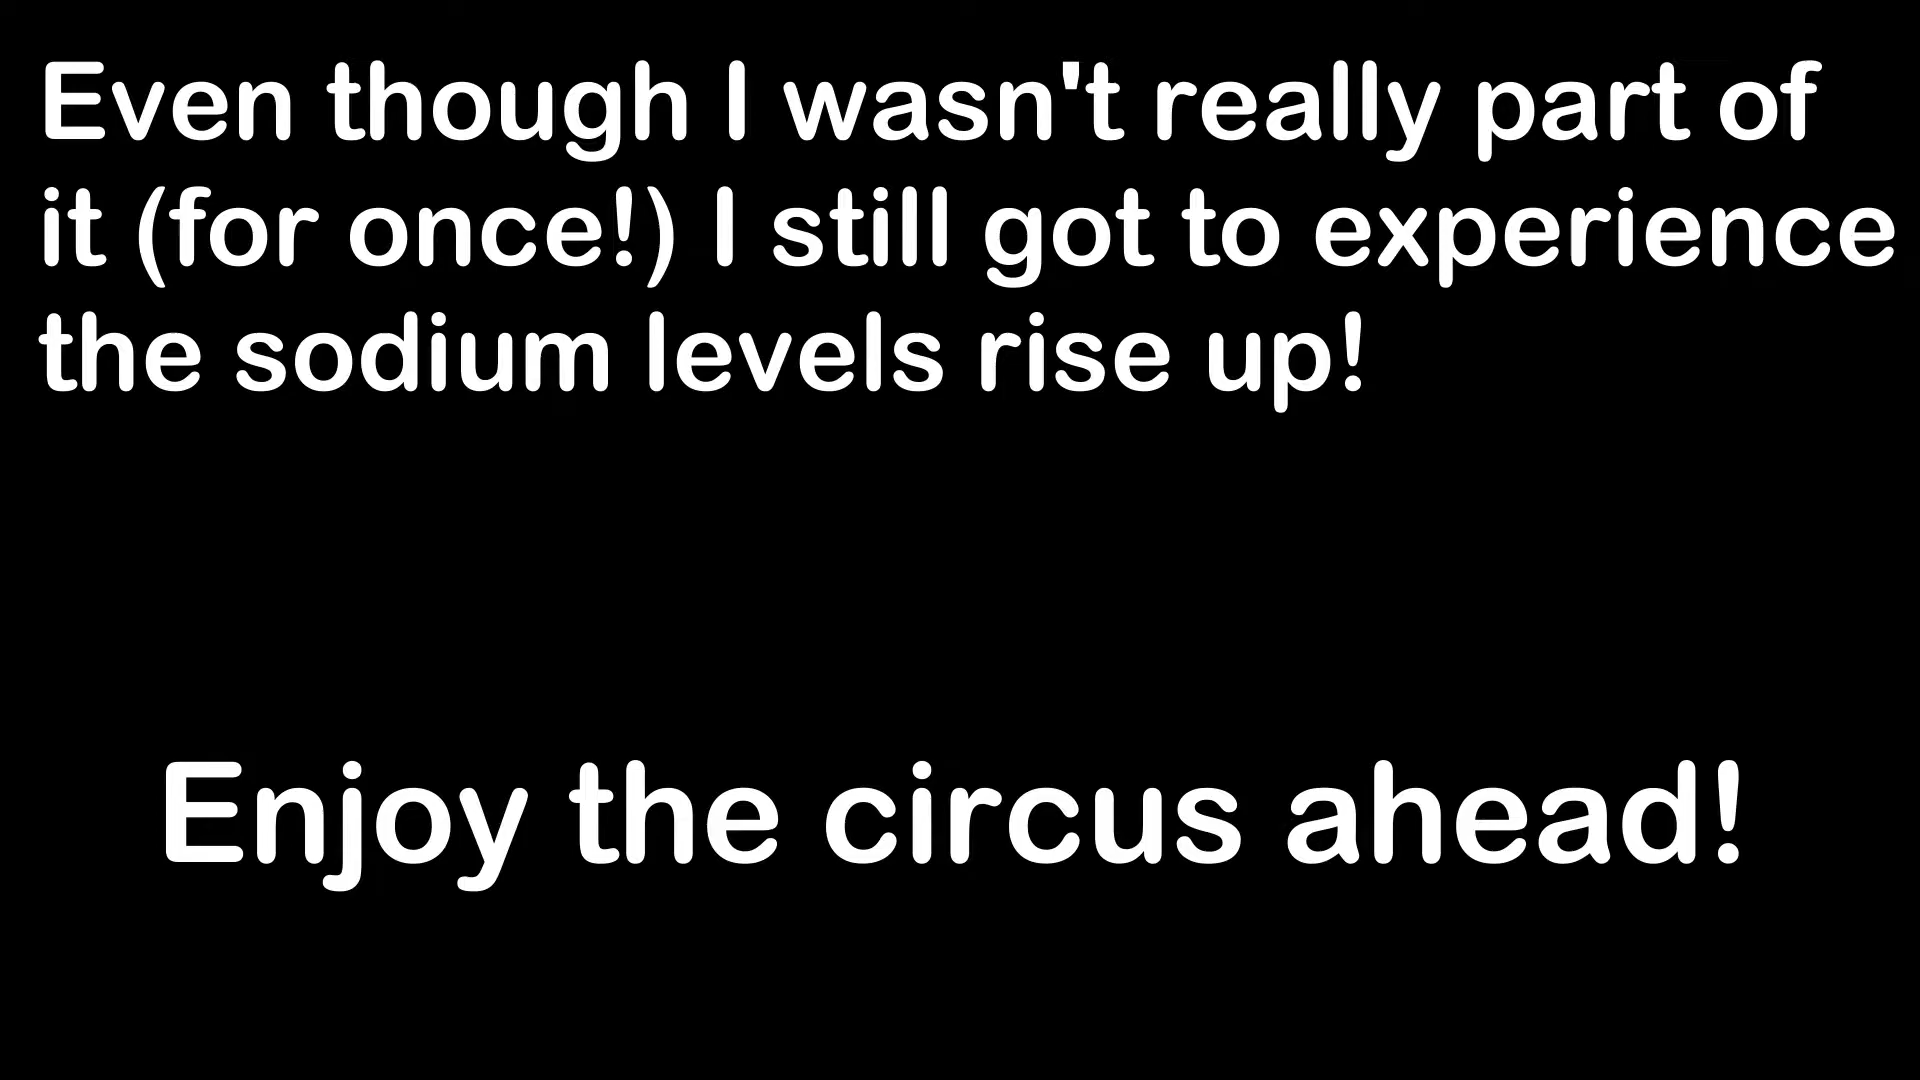 Even though I wasn't really part of
it (for once!) I still got to experience
the sodium levels rise up!
Enjoy the circus ahead!